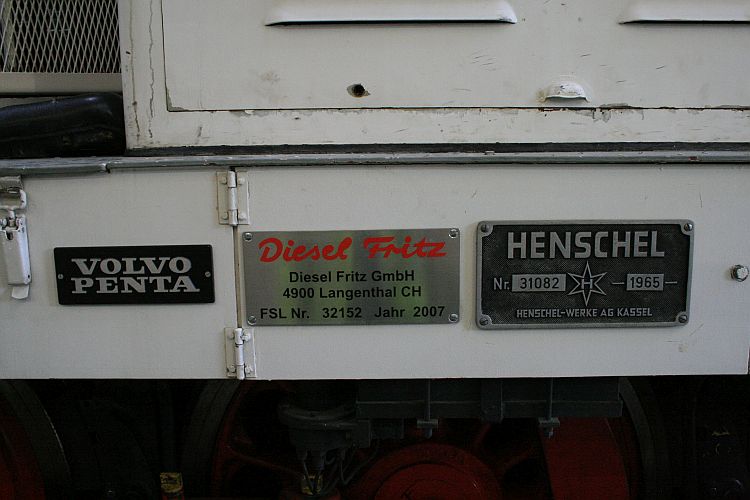 VOLVO
PENTA
Diesel Fritz
Diesel Fritz GmbH
4900 Langenthal CH
FSL Nr. 32152 Jahr 2007
HENSCHEL
Nr. 31082 H 1965
HENSCHEL-WERKE AG KASSEL